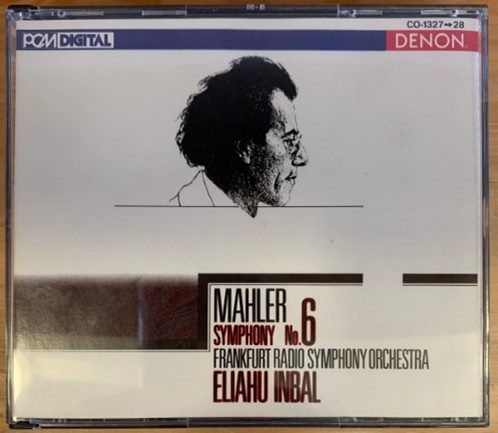 CO-1327➡28
PCM DIGITAL
DENON
MAHLER
SYMPHONY No.6
FRANKFURT RADIO SYMPHONY ORCHESTRA
ELIAHU INBAL